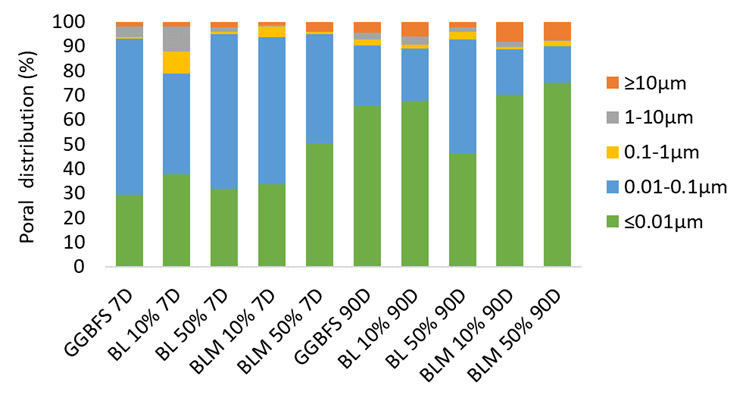 Poral distribution (%)
100
90
80
70
60
50
40
30
20
10
0
GGBFS 7D
BL 10% 7D
BL 50% 7D
BLM 10% 7D
BLM 50% 7D
GGBFS 90D
BL 10% 90D
BL 50% 90D
BLM 10% 90D
BLM 50% 90D
≥10µm
1-10µm
0.1-1µm
0.01-0.1µm
≤0.01µm